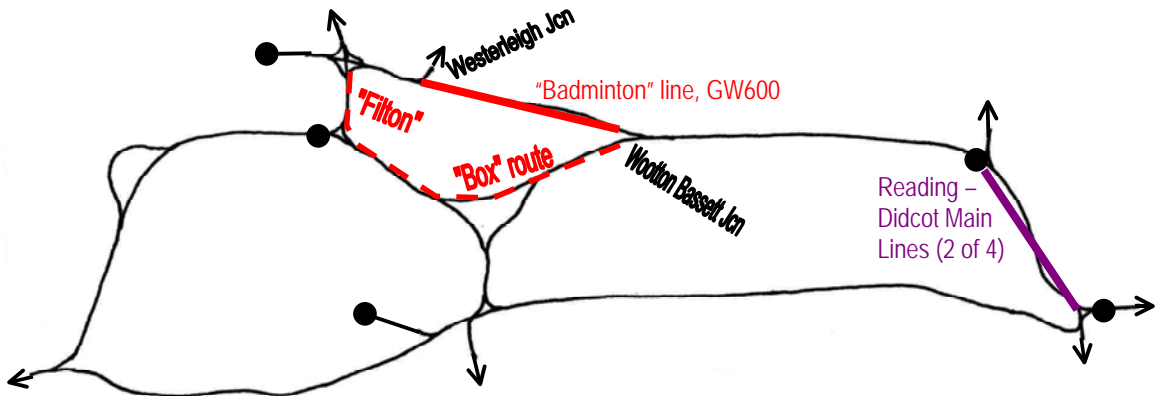 Westerleigh Jcn
"Badminton" line, GW600
"Filton"
"Box" route
Wootton Bassett Jcn
Reading –
Didcot Main
Lines (2 of 4)